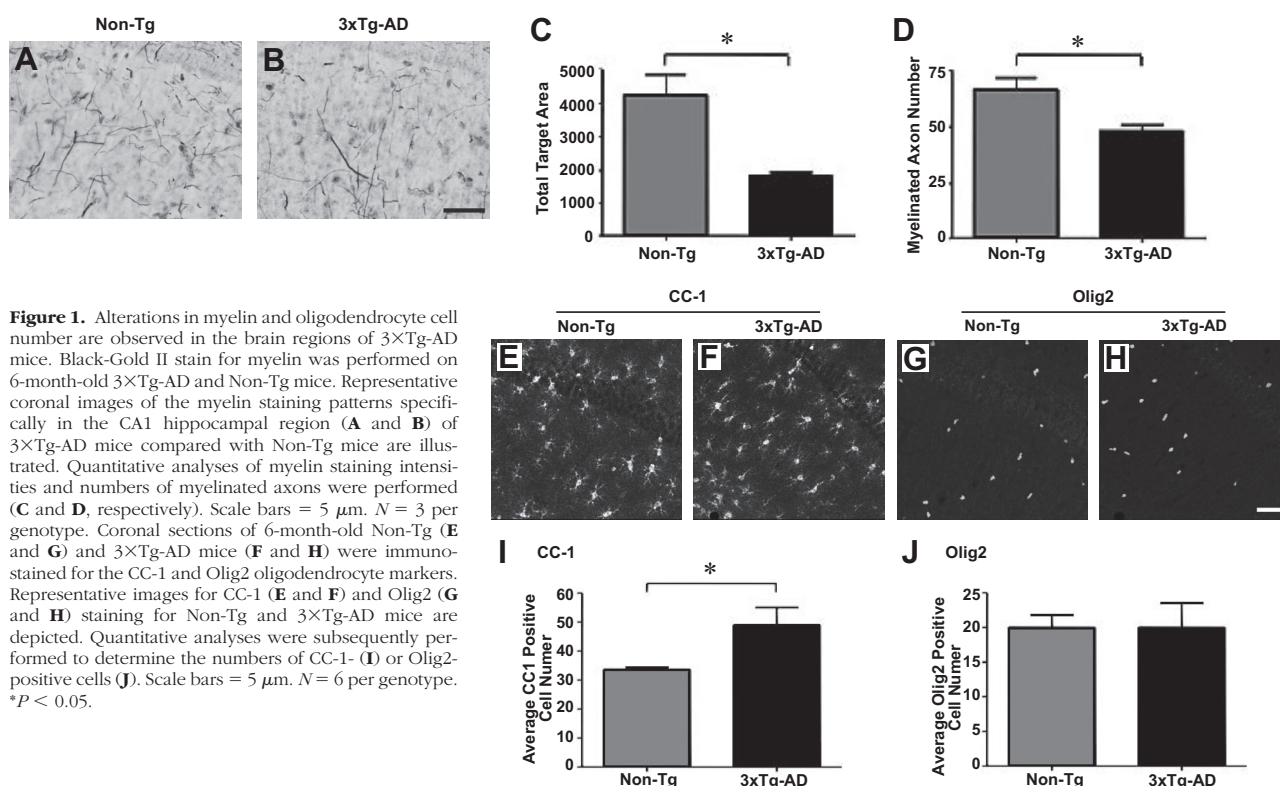 Non-Tg
3xTg-AD
A
B
C
*
Total Target Area
5000
4000
3000
2000
1000
0
Non-Tg
3xTg-AD
D
*
Myelinated Axon Number
75
50
25
0
Non-Tg
3xTg-AD
Figure 1. Alterations in myelin and oligodendrocyte cell
number are observed in the brain regions of 3×Tg-AD
mice. Black-Gold II stain for myelin was performed on
6-month-old 3×Tg-AD and Non-Tg mice. Representative
coronal images of the myelin staining patterns specifi-
cally in the CA1 hippocampal region (A and B) of
3×Tg-AD mice compared with Non-Tg mice are illus-
trated. Quantitative analyses of myelin staining intensi-
ties and numbers of myelinated axons were performed
(C and D, respectively). Scale bars = 5 μm. N = 3 per
genotype. Coronal sections of 6-month-old Non-Tg (E
and G) and 3×Tg-AD mice (F and H) were immuno-
stained for the CC-1 and Olig2 oligodendrocyte markers.
Representative images for CC-1 (E and F) and Olig2 (G
and H) staining for Non-Tg and 3×Tg-AD mice are
depicted. Quantitative analyses were subsequently per-
formed to determine the numbers of CC-1- (I) or Olig2-
positive cells (J). Scale bars = 5 μm. N = 6 per genotype.
*P < 0.05.
CC-1
Non-Tg
3xTg-AD
E
F
Olig2
Non-Tg
3xTg-AD
G
H
I CC-1
*
Average CC1 Positive
Cell Numer
60
50
40
30
20
10
0
Non-Tg
3xTg-AD
J Olig2
Average Olig2 Positive
Cell Numer
25
20
15
10
5
0
Non-Tg
3xTg-AD